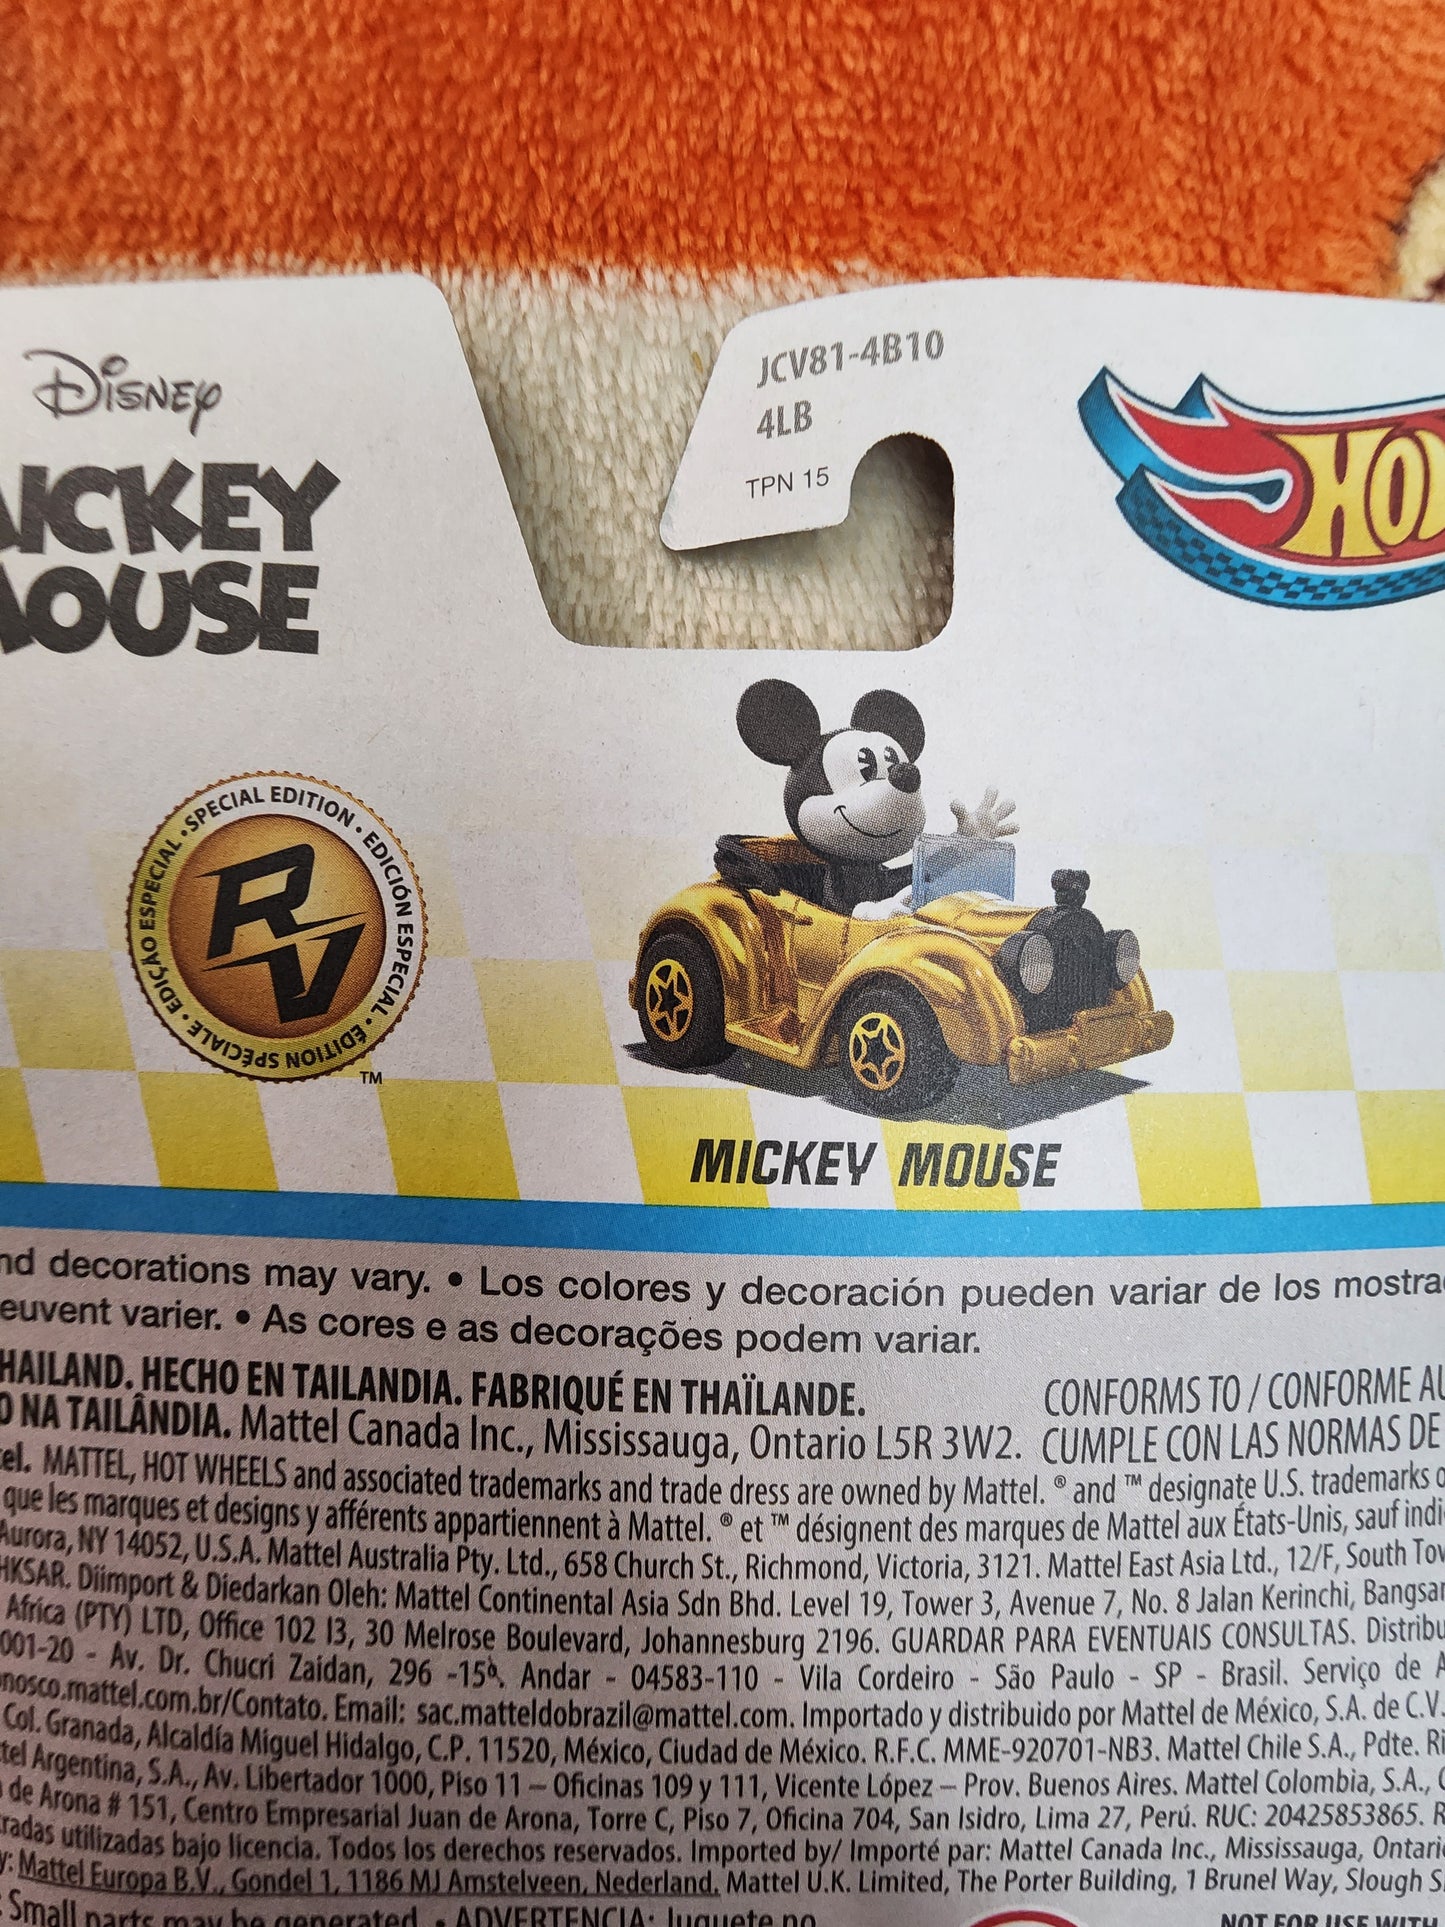 DISNEY
MICKEY
MOUSE
JCV81-4B10
4LB
TPN 15
HOT
• SPECIAL EDITION • EDICIÓN ESPECIAL • ÉDITION SPÉCIALE • EDIÇÃO ESPECIAL
RV
TM
MICKEY MOUSE
nd decorations may vary. • Los colores y decoración pueden variar de los mostra
euvent varier. • As cores e as decorações podem variar.
HAILAND. HECHO EN TAILANDIA. FABRIQUÉ EN THAÏLANDE.
O NA TAILÂNDIA. Mattel Canada Inc., Mississauga, Ontario L5R 3W2.
CONFORMS TO / CONFORME AU
CUMPLE CON LAS NORMAS DE
el. MATTEL, HOT WHEELS and associated trademarks and trade dress are owned by Mattel. ® and ™ designate U.S. trademarks o
que les marques et designs y afférents appartiennent à Mattel. ® et ™ désignent des marques de Mattel aux États-Unis, sauf indi
Aurora, NY 14052, U.S.A. Mattel Australia Pty. Ltd., 658 Church St., Richmond, Victoria, 3121. Mattel East Asia Ltd., 12/F, South Tow
HKSAR. Diimport & Diedarkan Oleh: Mattel Continental Asia Sdn Bhd. Level 19, Tower 3, Avenue 7, No. 8 Jalan Kerinchi, Bangsar
Africa (PTY) LTD, Office 102 I3, 30 Melrose Boulevard, Johannesburg 2196. GUARDAR PARA EVENTUAIS CONSULTAS. Distribu
001-20 - Av. Dr. Chucri Zaidan, 296 -15º. Andar - 04583-110 - Vila Cordeiro - São Paulo - SP - Brasil. Serviço de A
nosco.mattel.com.br/Contato. Email: sac.matteldobrazil@mattel.com. Importado y distribuido por Mattel de México, S.A. de C.V.
Col. Granada, Alcaldía Miguel Hidalgo, C.P. 11520, México, Ciudad de México. R.F.C. MME-920701-NB3. Mattel Chile S.A., Pdte. Ri
tel Argentina, S.A., Av. Libertador 1000, Piso 11 – Oficinas 109 y 111, Vicente López – Prov. Buenos Aires. Mattel Colombia, S.A., C
de Arona # 151, Centro Empresarial Juan de Arona, Torre C, Piso 7, Oficina 704, San Isidro, Lima 27, Perú. RUC: 20425853865. R
radas utilizadas bajo licencia. Todos los derechos reservados. Imported by/ Importé par: Mattel Canada Inc., Mississauga, Ontario
y: Mattel Europa B.V., Gondel 1, 1186 MJ Amstelveen, Nederland. Mattel U.K. Limited, The Porter Building, 1 Brunel Way, Slough S
Small parts may be generated. • ADVERTENCIA: Juguete no
NOT FOR USE WITH